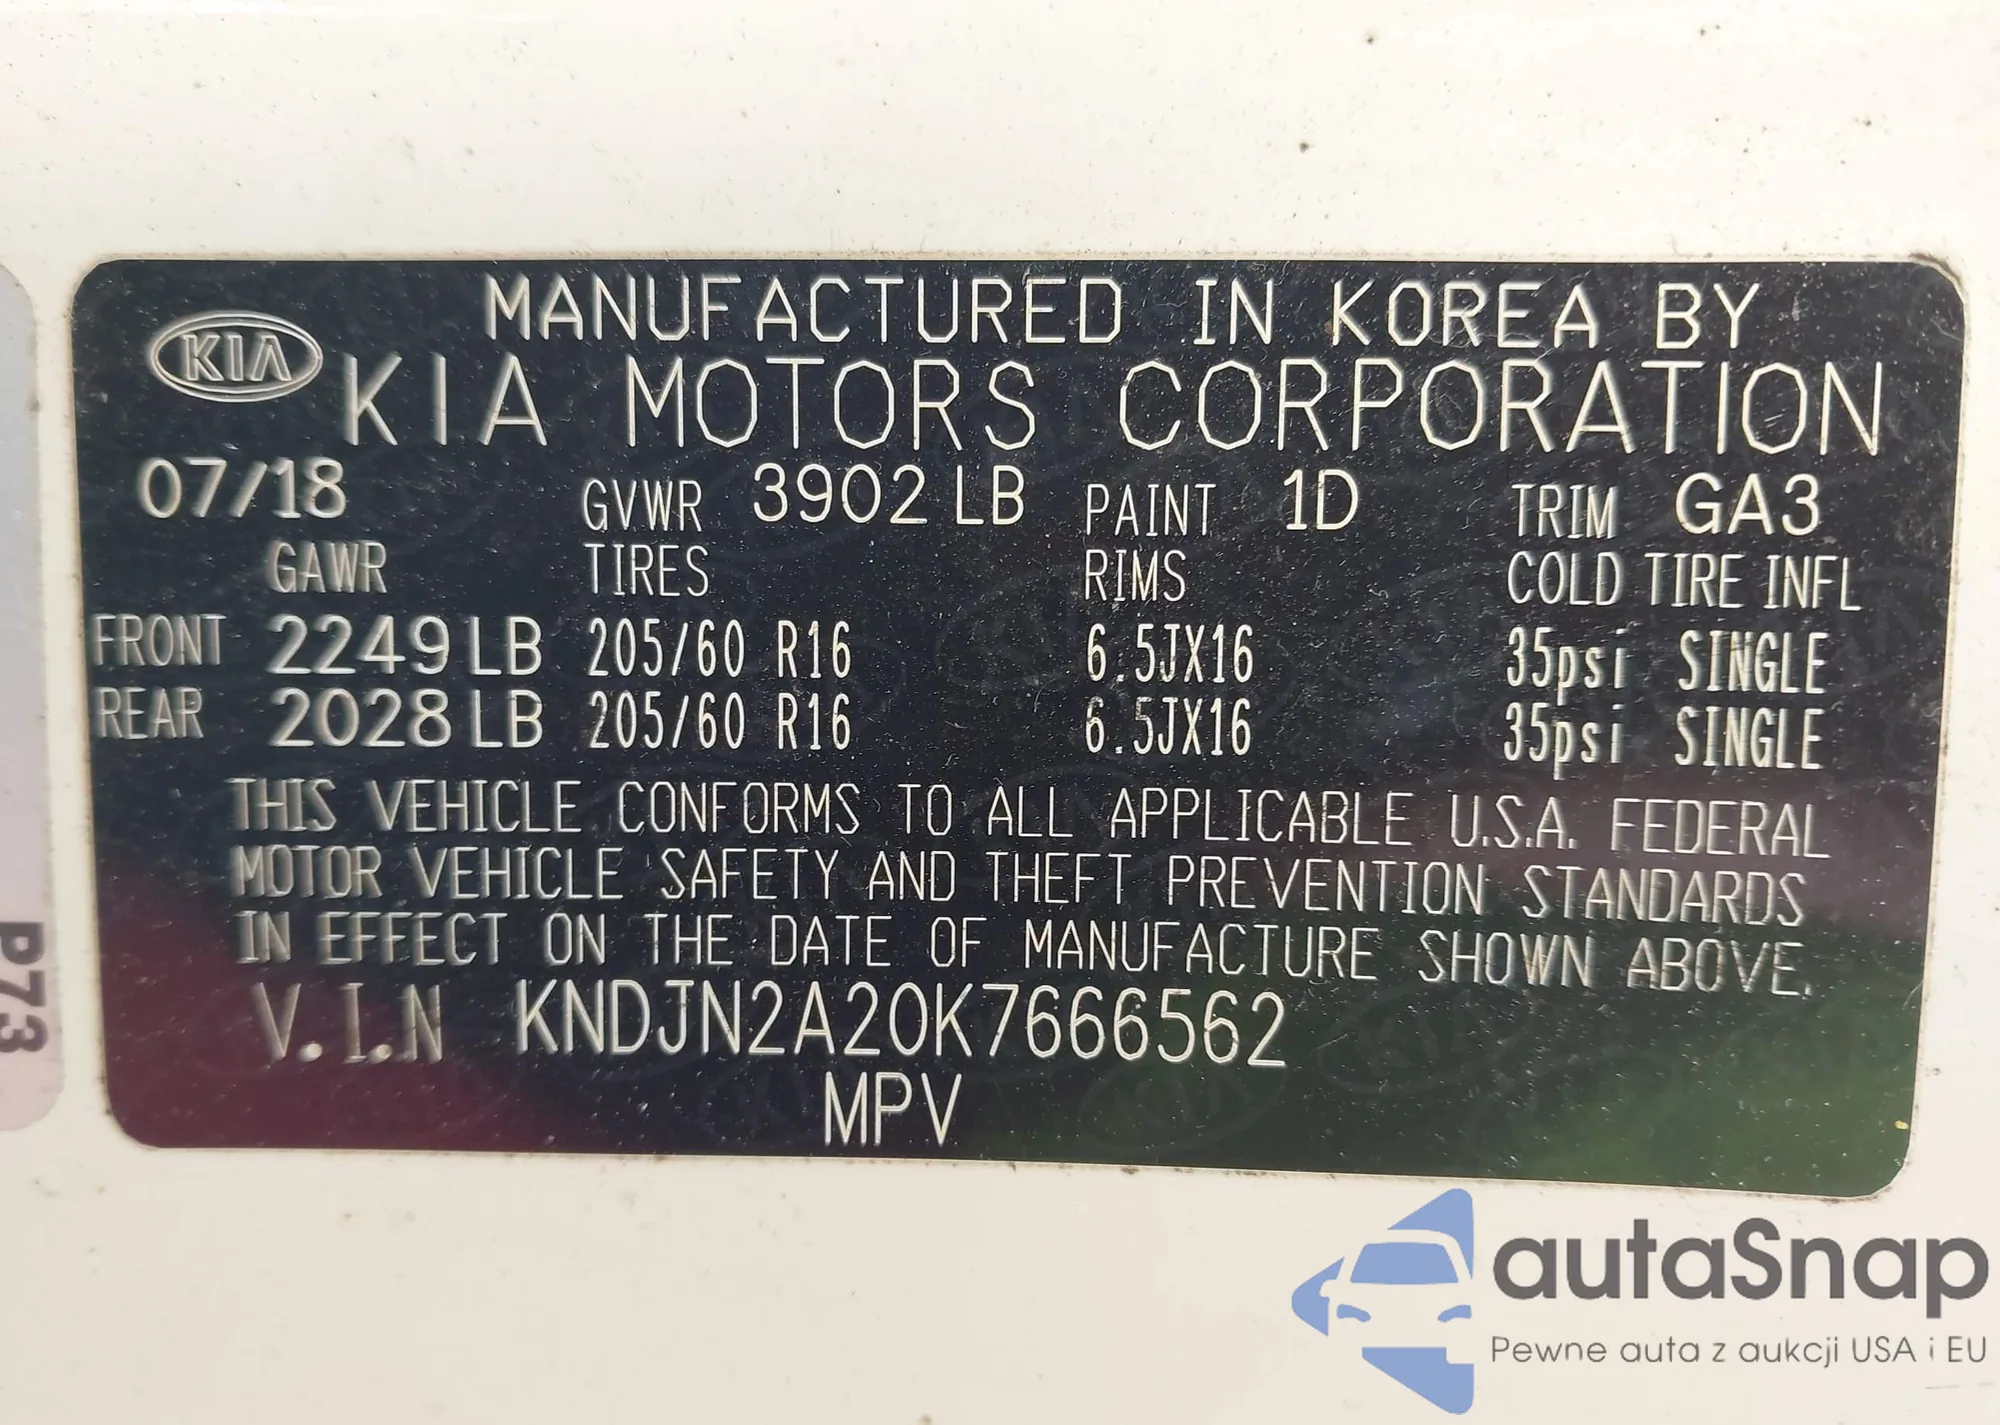 MANUFACTURED IN KOREA BY
KIA KIA MOTORS CORPORATION
07/18 GVWR 3902 LB PAINT 1D TRIM GA3
GAWR TIRES RIMS COLD TIRE INFL
FRONT 2249 LB 205/60 R16 6.5JX16 35psi SINGLE
REAR 2028 LB 205/60 R16 6.5JX16 35psi SINGLE
THIS VEHICLE CONFORMS TO ALL APPLICABLE U.S.A. FEDERAL
MOTOR VEHICLE SAFETY AND THEFT PREVENTION STANDARDS
IN EFFECT ON THE DATE OF MANUFACTURE SHOWN ABOVE.
V.I.N KNDJN2A20K7666562
MPV
P73
autaSnap
Pewne auta z aukcji USA i EU